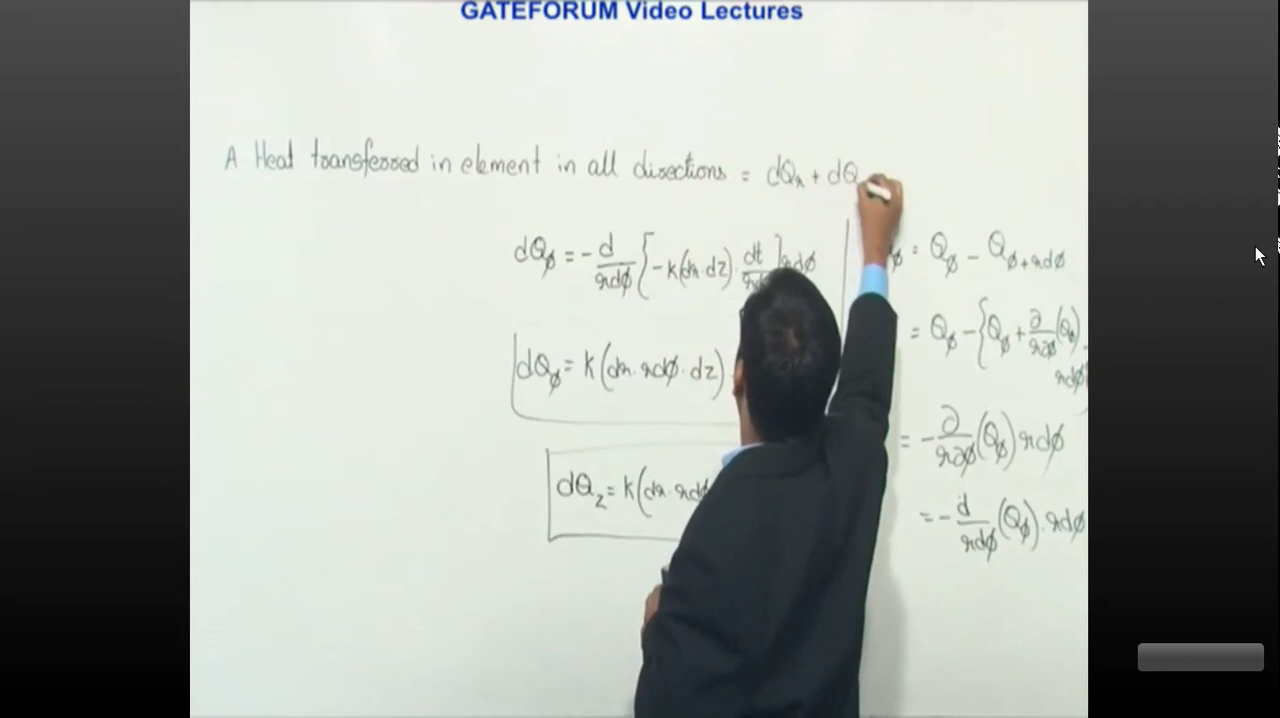 GATEFORUM Video Lectures
A Heat transferred in element in all directions = dQr + dQ
dQφ = - d/rdφ { -k(dr·dz)· dt/rd ] rdφ
φ = Qφ - Qφ+rdφ
= Qφ - { Qφ + ∂/r∂φ (Qφ)· rdφ
dQφ = k(dr·rdφ·dz)
= - ∂/r∂φ (Qφ) rdφ
dQz = k(dr·rdφ
= - d/rdφ (Qφ)·rdφ